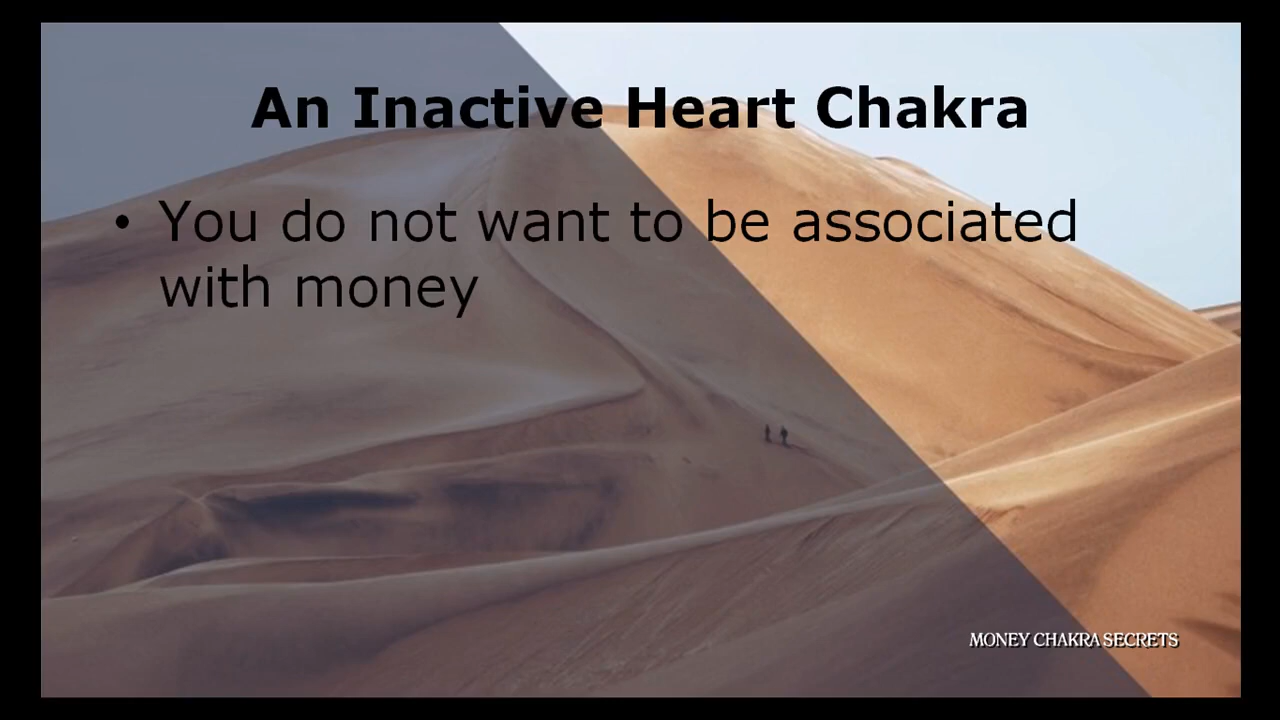 An Inactive Heart Chakra
• You do not want to be associated
with money
MONEY CHAKRA SECRETS